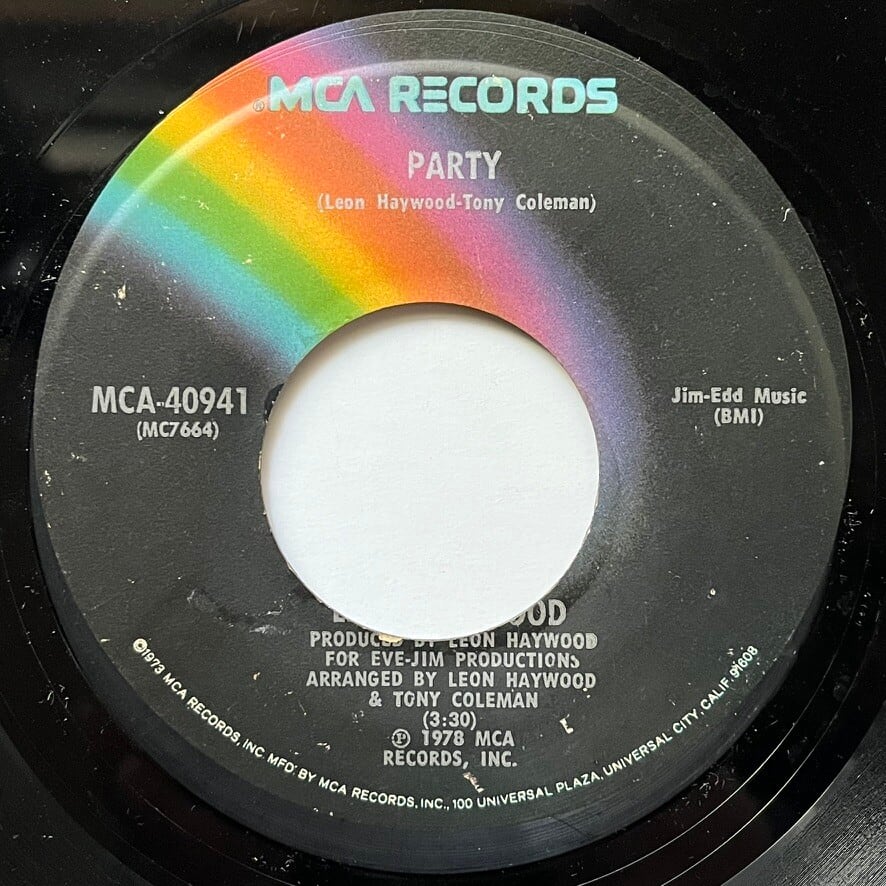 ®MCA RECORDS
PARTY
(Leon Haywood-Tony Coleman)
MCA-40941
(MC7664)
Jim-Edd Music
(BMI)
PRODUCED BY LEON HAYWOOD
FOR EVE-JIM PRODUCTIONS
ARRANGED BY LEON HAYWOOD
& TONY COLEMAN
(3:30)
℗ 1978 MCA
RECORDS, INC.
©1973 MCA RECORDS, INC. MFD. BY MCA RECORDS, INC., 100 UNIVERSAL PLAZA, UNIVERSAL CITY, CALIF. 91608